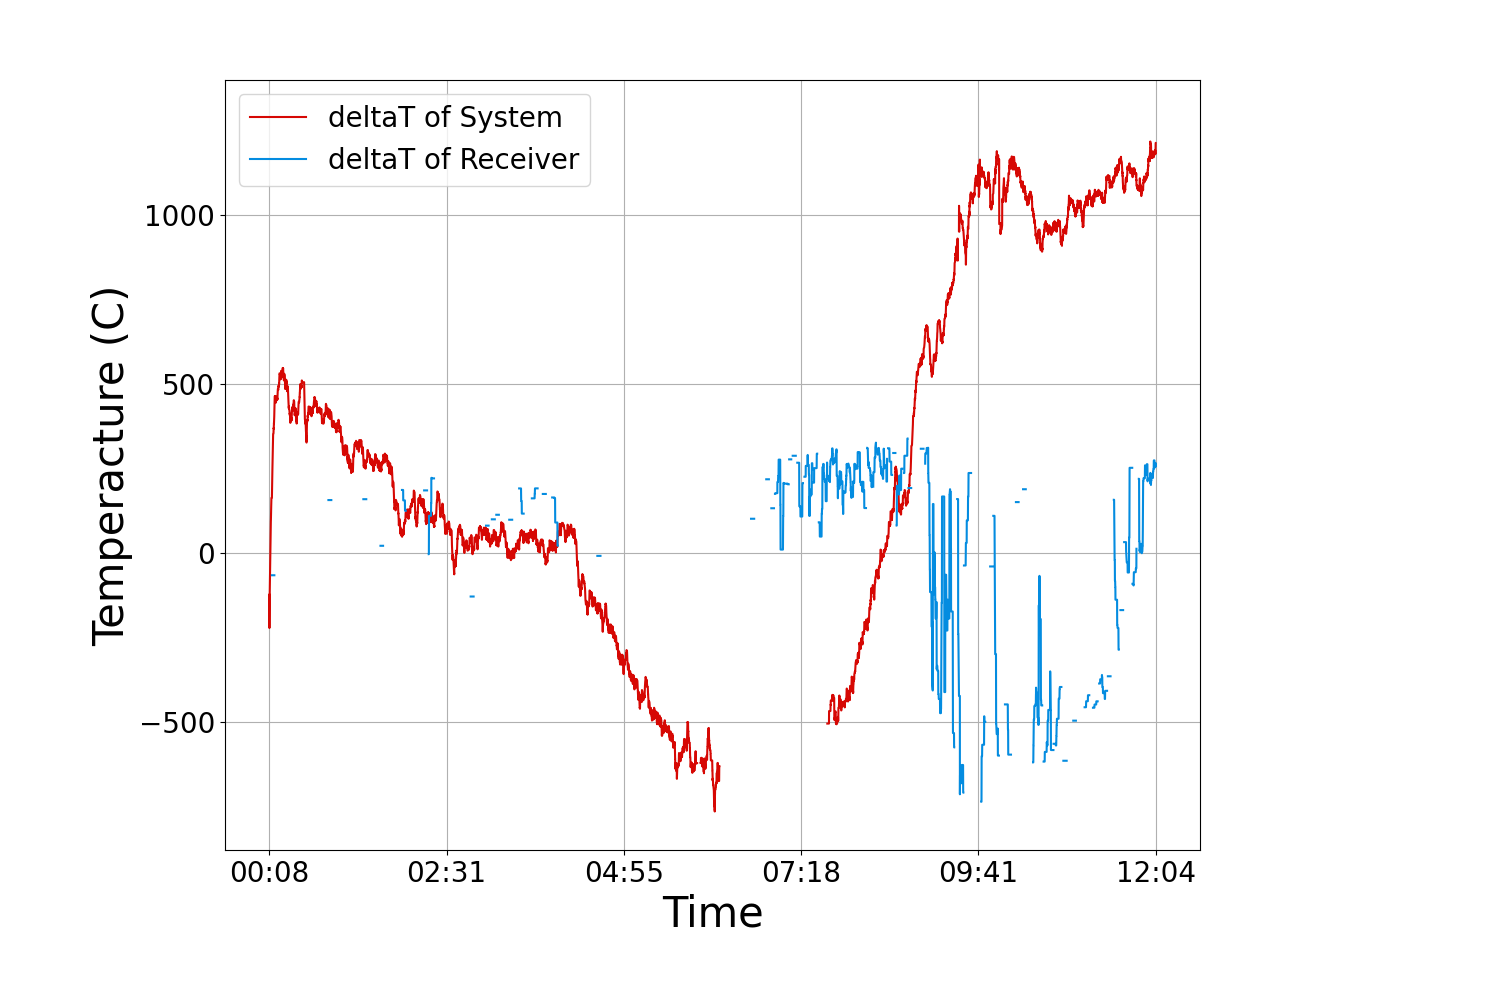 deltaT of System
deltaT of Receiver
Temperacture (C)
1000
500
0
−500
00:08 02:31 04:55 07:18 09:41 12:04
Time